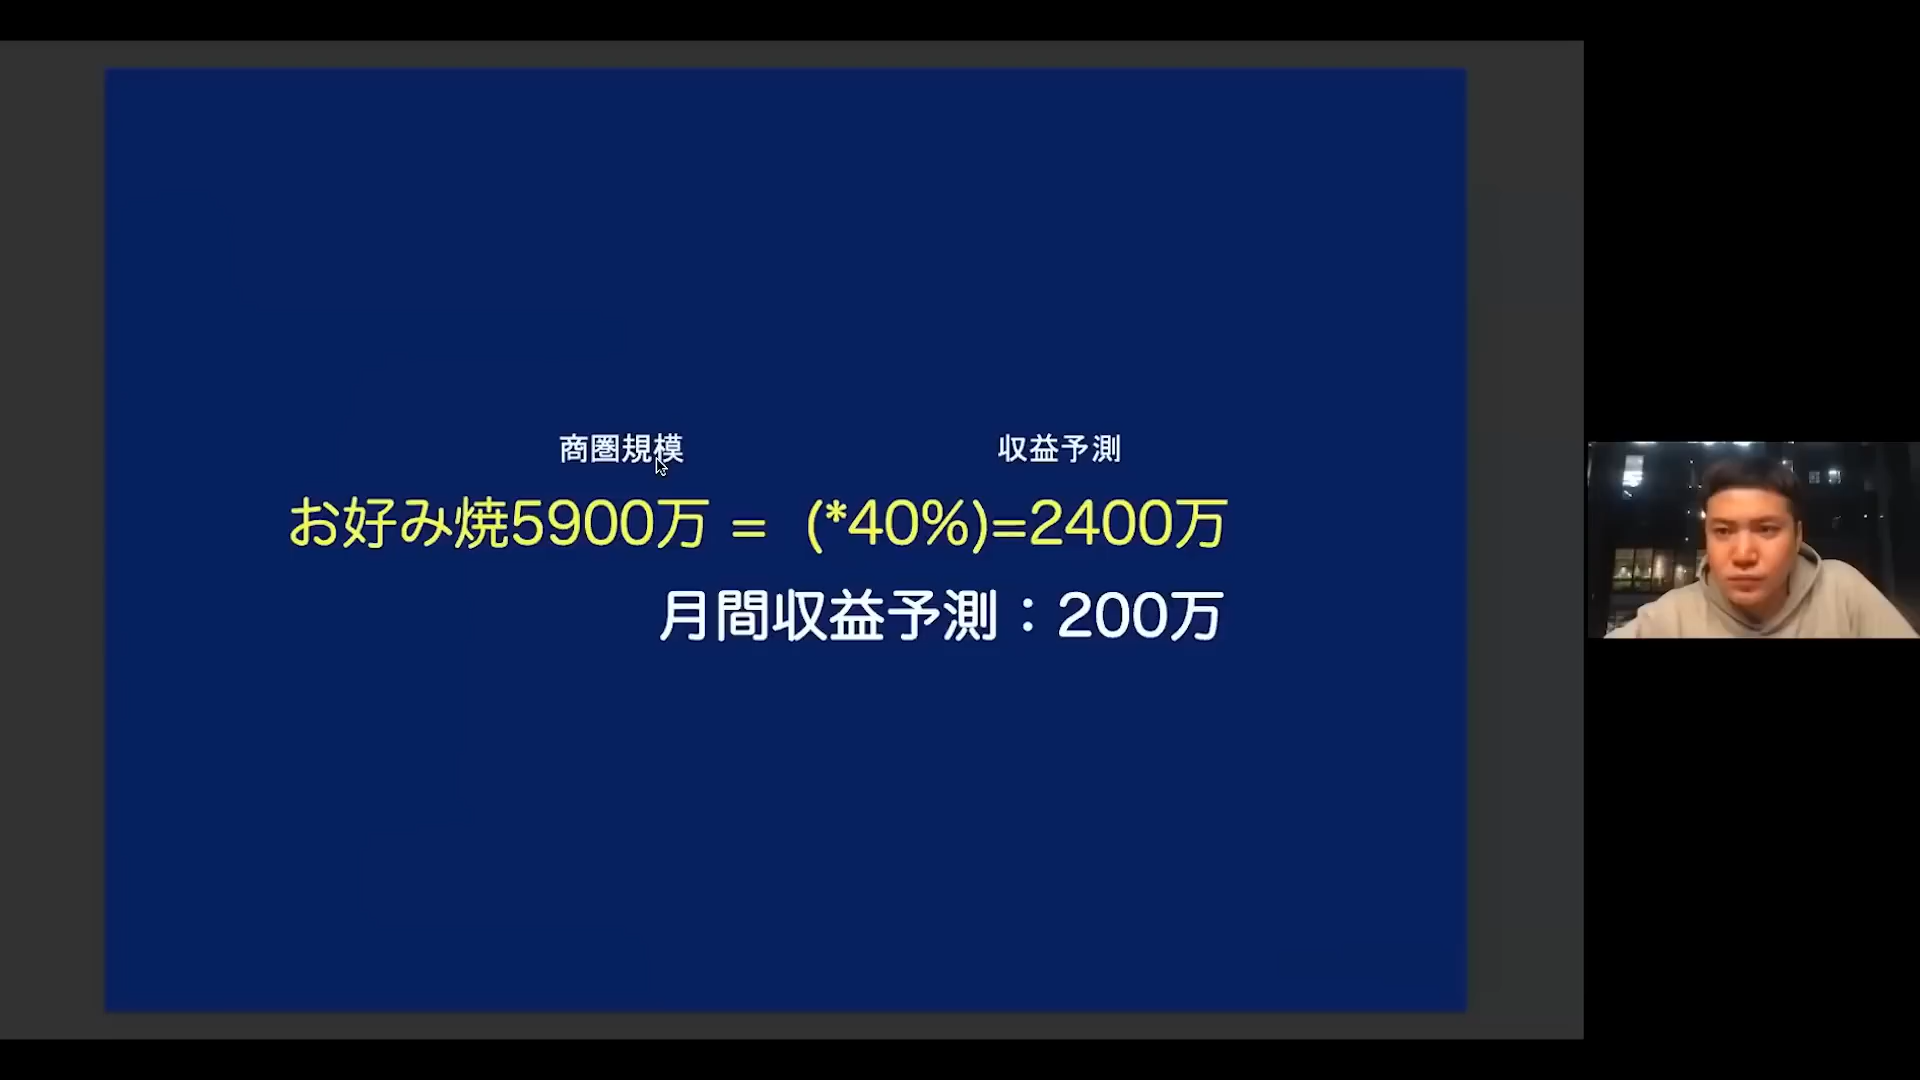 商圏規模 収益予測
お好み焼5900万 = (*40%)=2400万
月間収益予測：200万